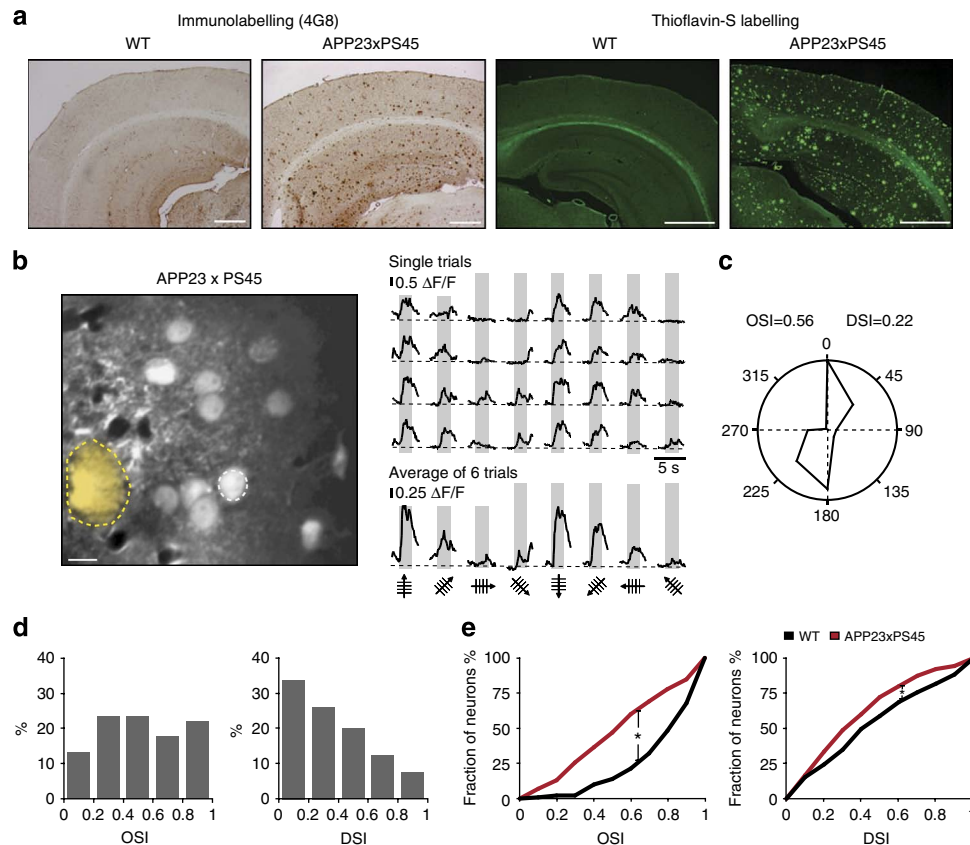 a
Immunolabelling (4G8)
Thioflavin-S labelling
WT
APP23xPS45
WT
APP23xPS45
b
APP23 x PS45
Single trials
0.5 ΔF/F
5 s
Average of 6 trials
0.25 ΔF/F
c
OSI=0.56
DSI=0.22
0
45
90
135
180
225
270
315
d
%
40
30
20
10
0
0 0.2 0.4 0.6 0.8 1
OSI
%
40
30
20
10
0
0 0.2 0.4 0.6 0.8 1
DSI
e
WT
APP23xPS45
Fraction of neurons %
100
75
50
25
0
*
0 0.2 0.4 0.6 0.8 1
OSI
Fraction of neurons %
100
75
50
25
0
*
0 0.2 0.4 0.6 0.8
DSI